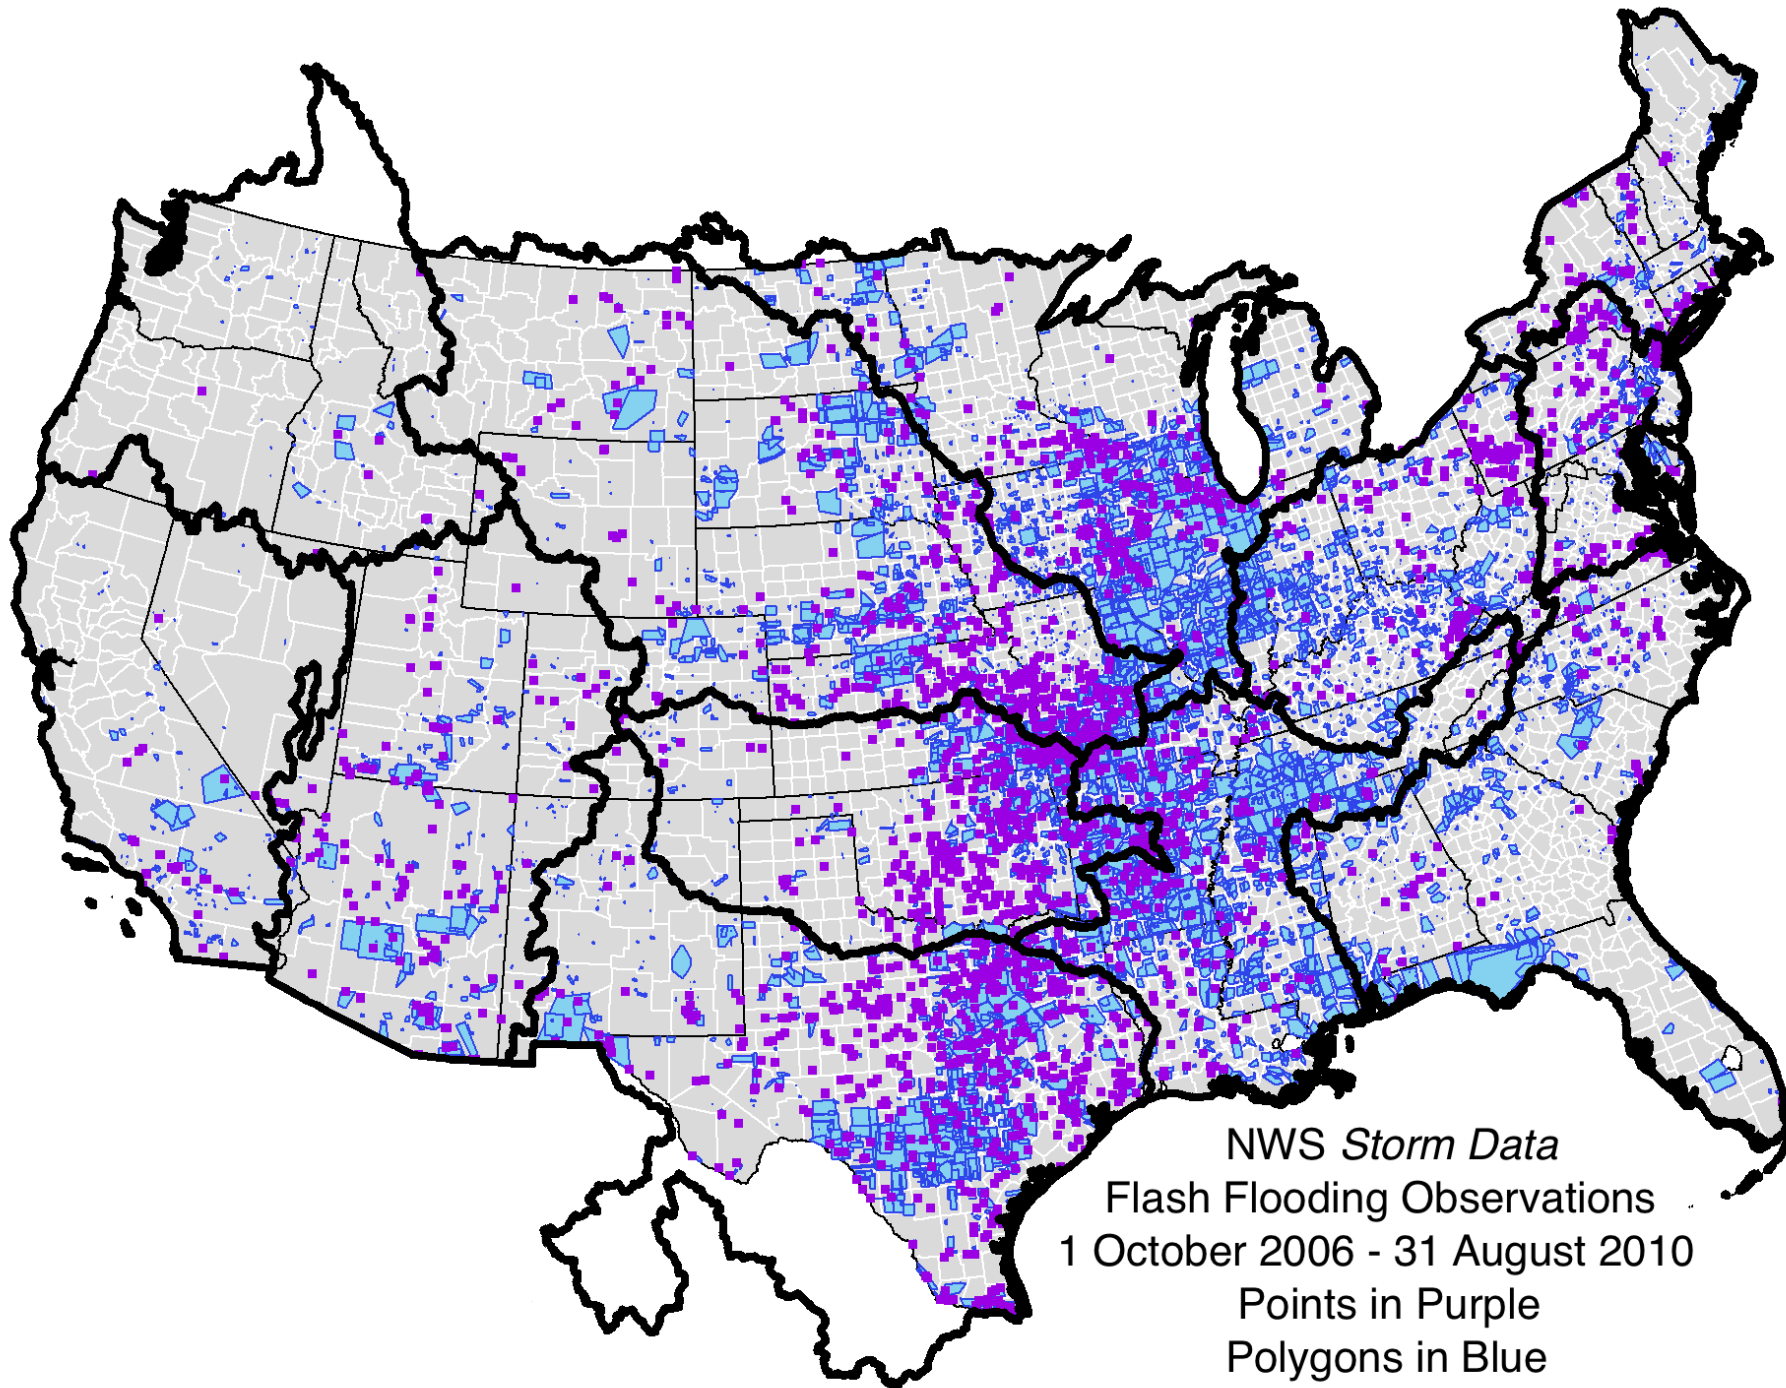 NWS Storm Data
Flash Flooding Observations
1 October 2006 - 31 August 2010
Points in Purple
Polygons in Blue